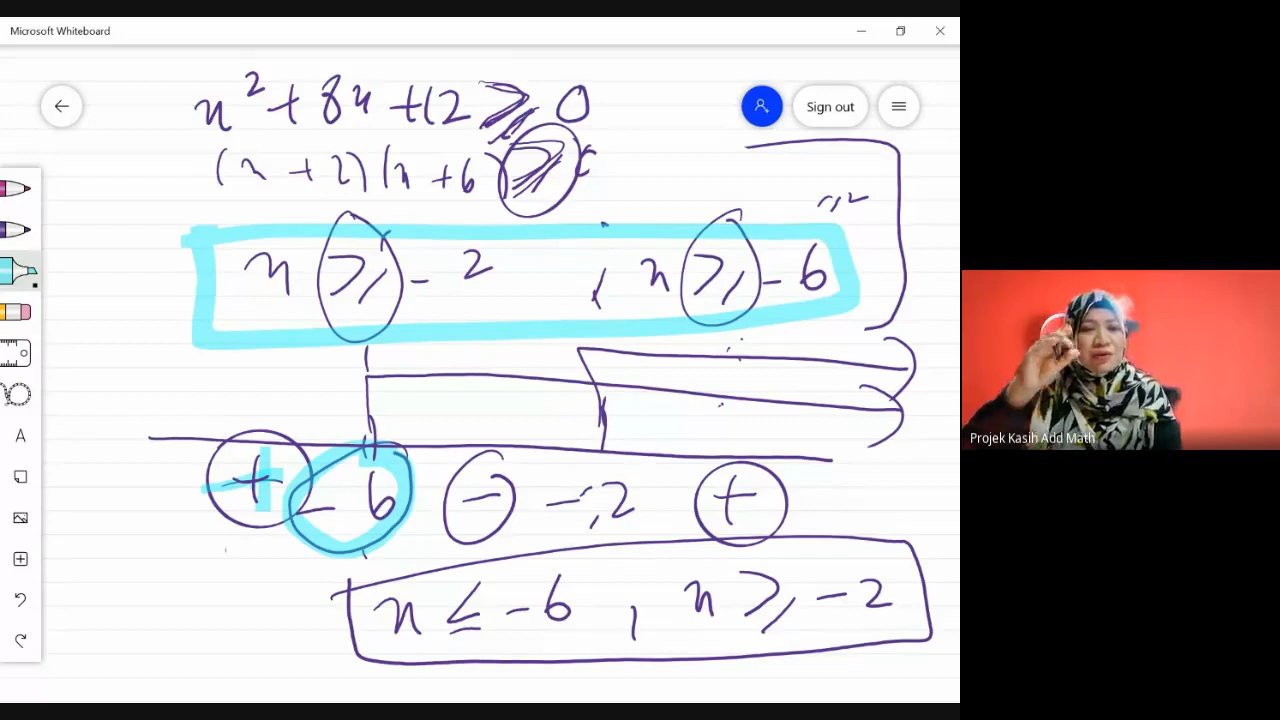 Microsoft Whiteboard
Sign out
x² + 8x + 12 ≥ 0
(x + 2)(x + 6) ≥ 0
x ≥ -2 , x ≥ -6
+ -6 - -2 +
x ≤ -6 , x ≥ -2
A
Projek Kasih Add Math